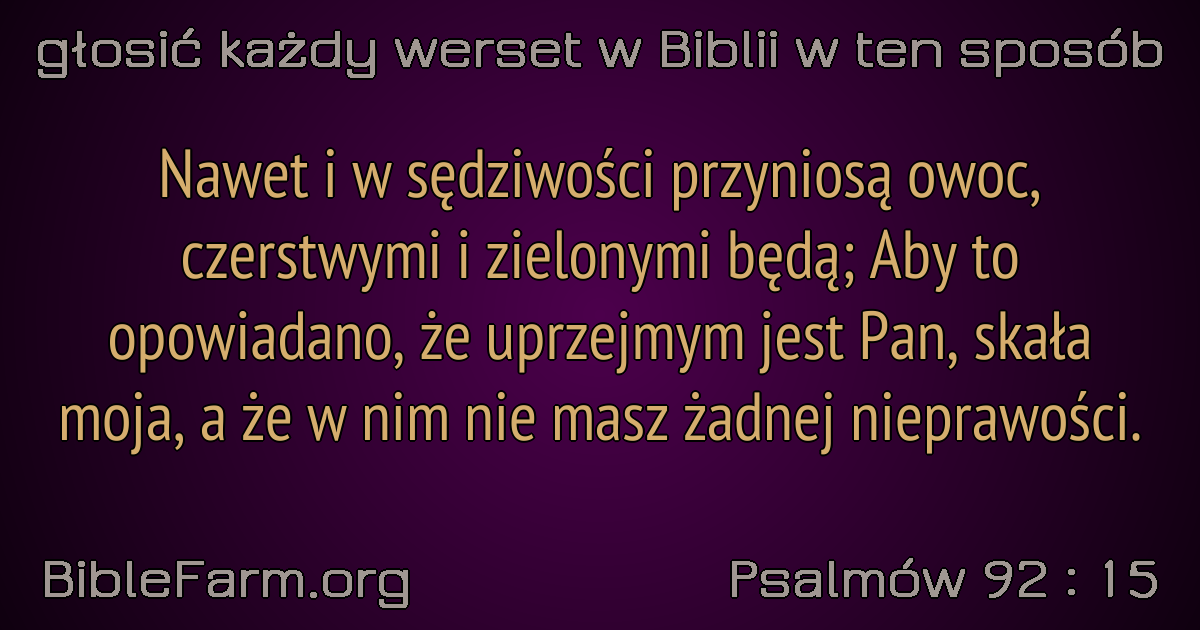 głosić każdy werset w Biblii w ten sposób
Nawet i w sędziwości przyniosą owoc,
czerstwymi i zielonymi będą; Aby to
opowiadano, że uprzejmym jest Pan, skała
moja, a że w nim nie masz żadnej nieprawości.
BibleFarm.org
Psalmów 92 : 15